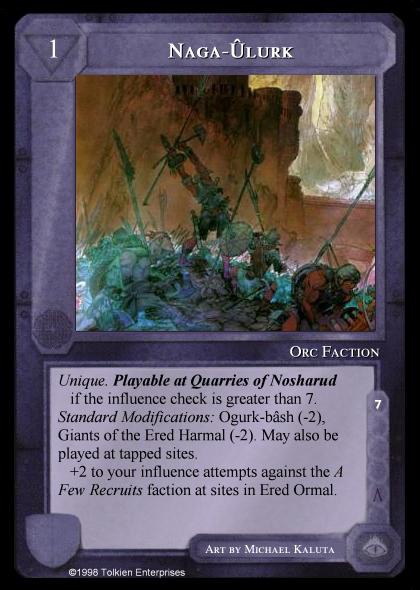 1
Naga-Ûlurk
Orc Faction
Unique. Playable at Quarries of Nosharud
if the influence check is greater than 7.
Standard Modifications: Ogurk-bâsh (-2),
Giants of the Ered Harmal (-2). May also be
played at tapped sites.
+2 to your influence attempts against the A
Few Recruits faction at sites in Ered Ormal.
7
Art by Michael Kaluta
©1998 Tolkien Enterprises